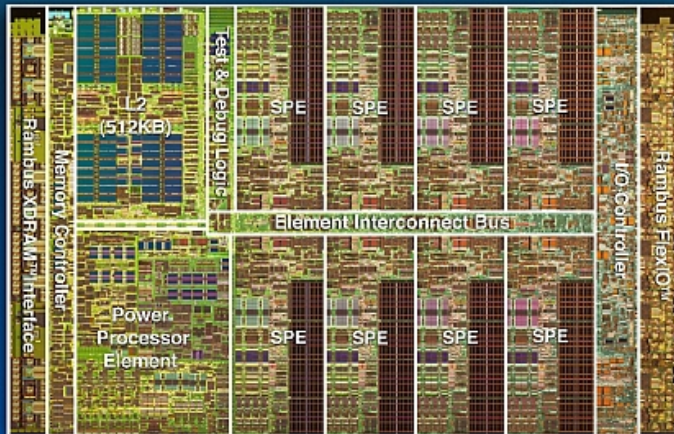 Rambus XDRAM™ Interface
Memory Controller
L2
(512KB)
Test & Debug Logic
SPE
SPE
SPE
SPE
I/O Controller
Rambus FlexIO™
Element Interconnect Bus
Power
Processor
Element
SPE
SPE
SPE
SPE